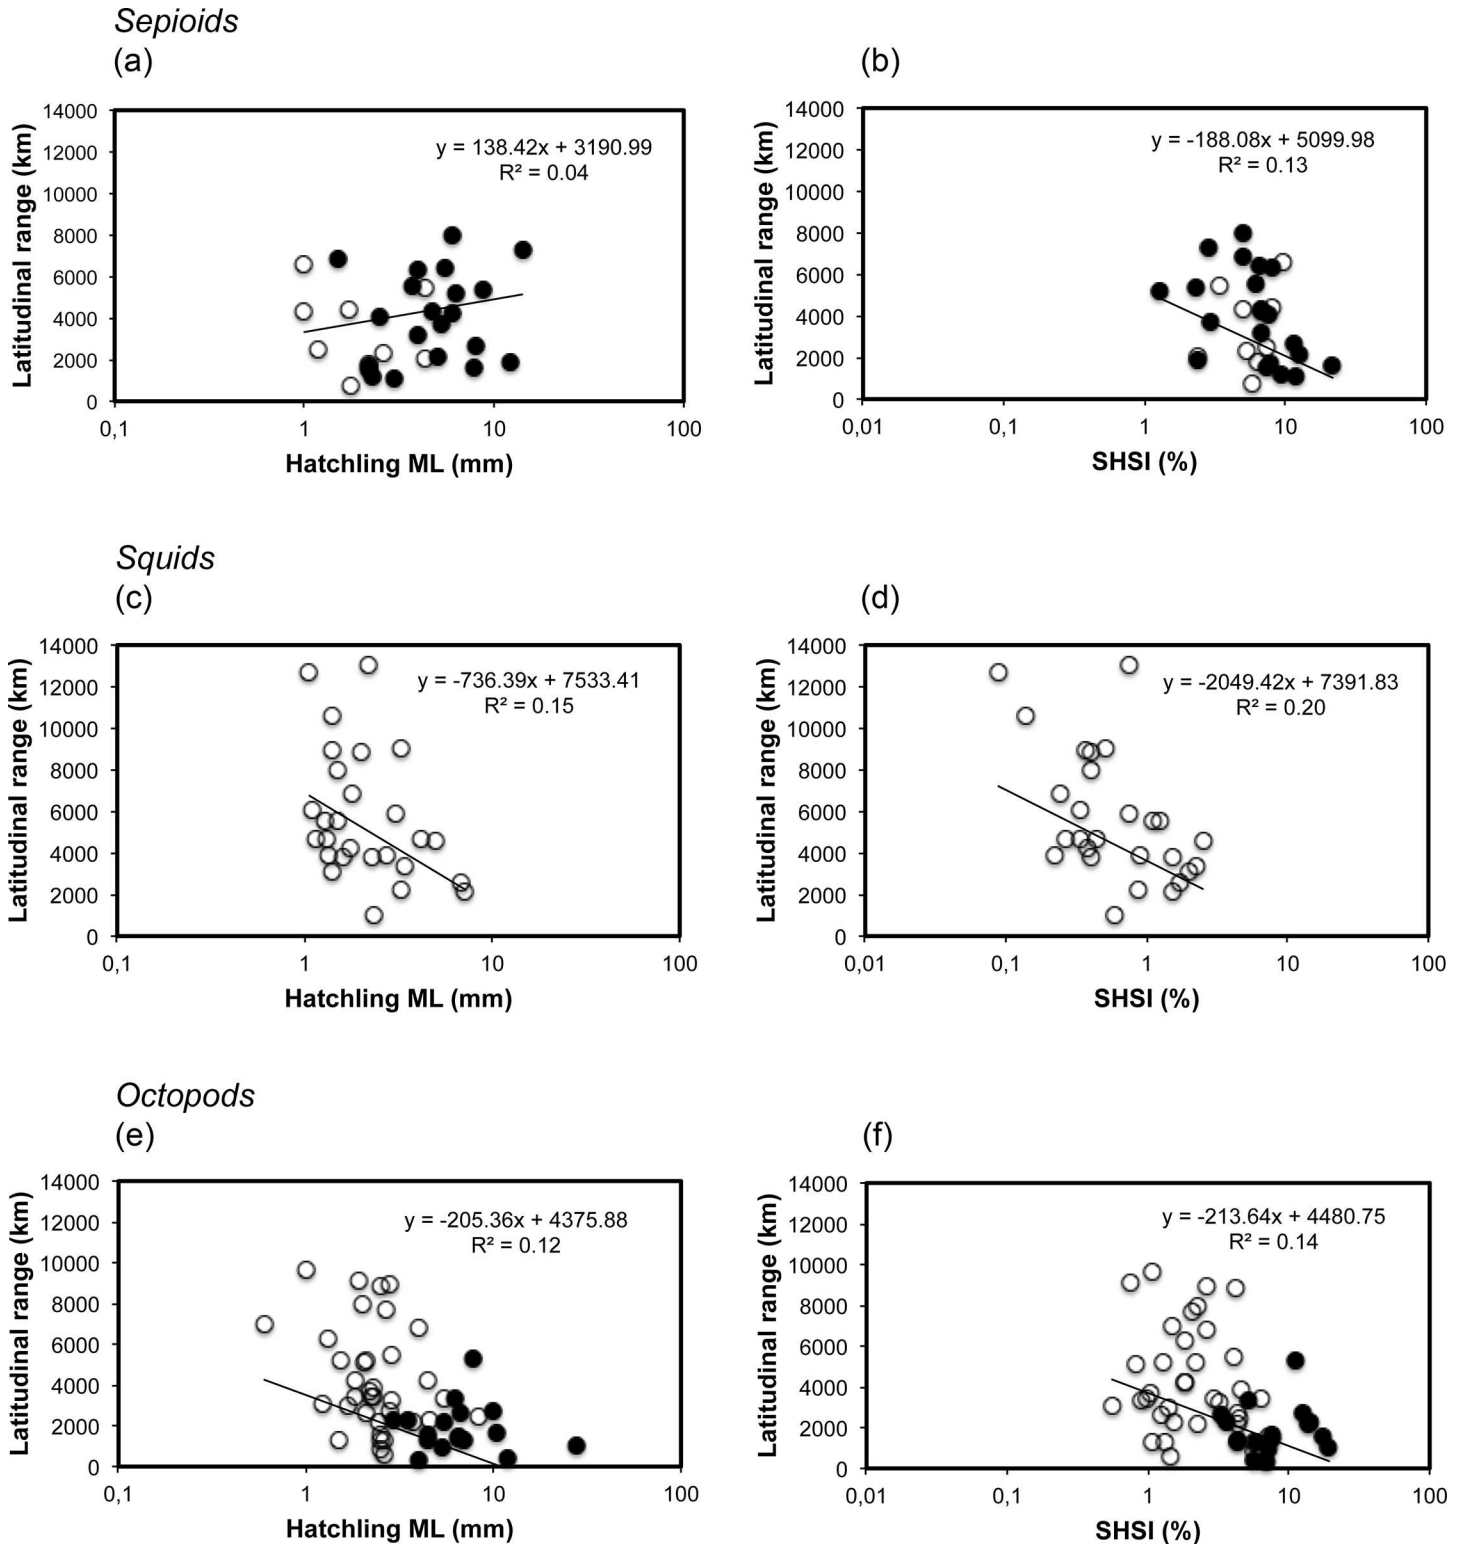 Sepioids
(a)
14000
12000
10000
8000
6000
4000
2000
0
Latitudinal range (km)
y = 138.42x + 3190.99
R² = 0.04
0,1
1
10
100
Hatchling ML (mm)
(b)
14000
12000
10000
8000
6000
4000
2000
0
Latitudinal range (km)
y = -188.08x + 5099.98
R² = 0.13
0,01
0,1
1
10
100
SHSI (%)
Squids
(c)
14000
12000
10000
8000
6000
4000
2000
0
Latitudinal range (km)
y = -736.39x + 7533.41
R² = 0.15
0,1
1
10
100
Hatchling ML (mm)
(d)
14000
12000
10000
8000
6000
4000
2000
0
Latitudinal range (km)
y = -2049.42x + 7391.83
R² = 0.20
0,01
0,1
1
10
100
SHSI (%)
Octopods
(e)
14000
12000
10000
8000
6000
4000
2000
0
Latitudinal range (km)
y = -205.36x + 4375.88
R² = 0.12
0,1
1
10
100
Hatchling ML (mm)
(f)
14000
12000
10000
8000
6000
4000
2000
0
Latitudinal range (km)
y = -213.64x + 4480.75
R² = 0.14
0,01
0,1
1
10
100
SHSI (%)